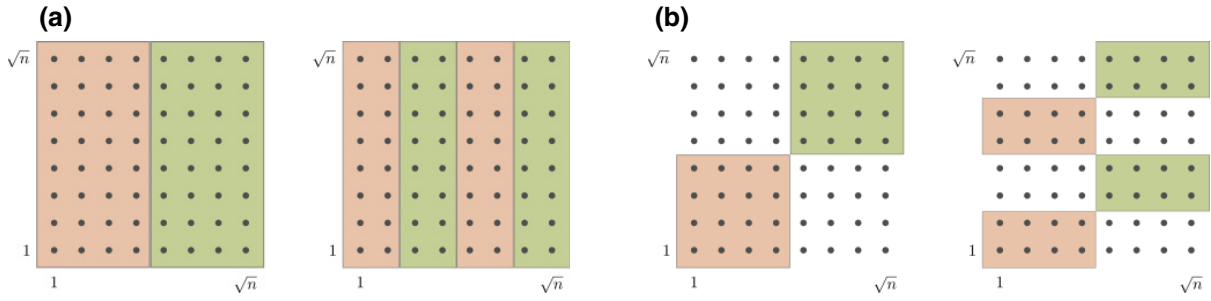 (a) (b)
√n √n √n √n
1 1 1 1
1 √n 1 √n 1 √n 1 √n